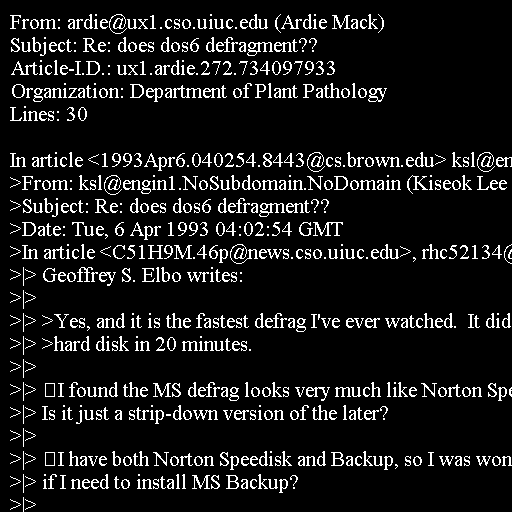 From: ardie@ux1.cso.uiuc.edu (Ardie Mack)
Subject: Re: does dos6 defragment??
Article-I.D.: ux1.ardie.272.734097933
Organization: Department of Plant Pathology
Lines: 30

In article <1993Apr6.040254.8443@cs.brown.edu> ksl@en
>From: ksl@engin1.NoSubdomain.NoDomain (Kiseok Lee
>Subject: Re: does dos6 defragment??
>Date: Tue, 6 Apr 1993 04:02:54 GMT
>In article <C51H9M.46p@news.cso.uiuc.edu>, rhc52134@
>|> Geoffrey S. Elbo writes:
>|>
>|> >Yes, and it is the fastest defrag I've ever watched.  It did
>|> >hard disk in 20 minutes.
>|>
>|> I found the MS defrag looks very much like Norton Spe
>|> Is it just a strip-down version of the later?
>|>
>|> I have both Norton Speedisk and Backup, so I was won
>|> if I need to install MS Backup?
>|>